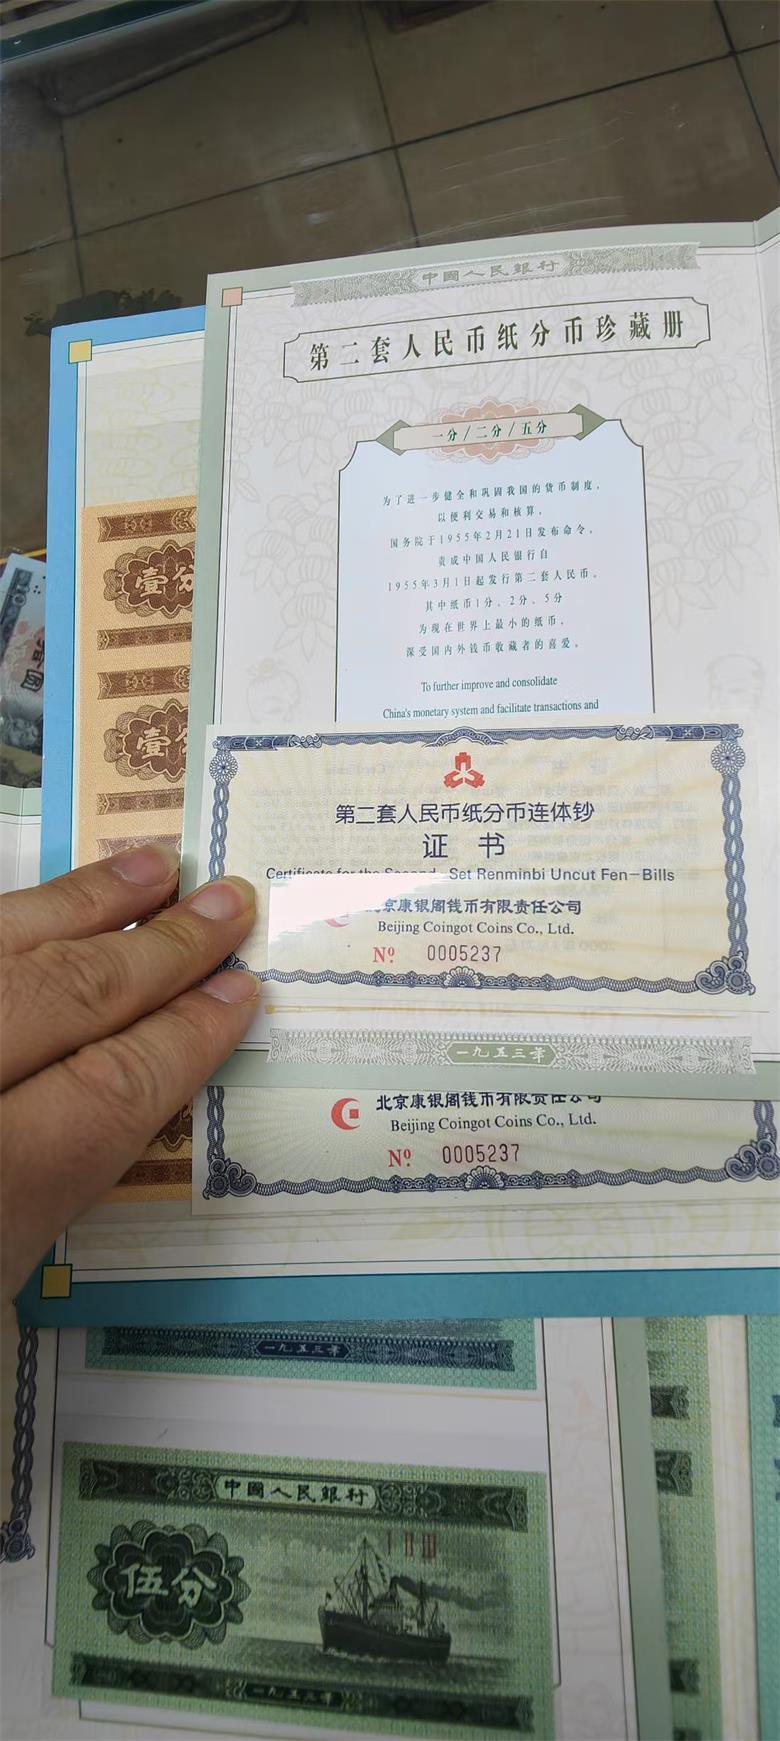 中國人民銀行
第二套人民币纸分币珍藏册
一分/二分/五分
为了进一步健全和巩固我国的货币制度，
以便利交易和核算，
国务院于1955年2月21日发布命令，
责成中国人民银行自
1955年3月1日起发行第二套人民币。
其中纸币1分、2分、5分
为现在世界上最小的纸币，
深受国内外钱币收藏者的喜爱。
To further improve and consolidate
China's monetary system and facilitate transactions and
壹分
壹
第二套人民币纸分币连体钞
证书
Certificate for the Second Set Renminbi Uncut Fen-Bills
北京康银阁钱币有限责任公司
Beijing Coingot Coins Co., Ltd.
Nº 0005237
一九五三年
北京康银阁钱币有限责任公司
Beijing Coingot Coins Co., Ltd.
Nº 0005237
一九五三年
中國人民銀行
I II III
伍分
一九五三年